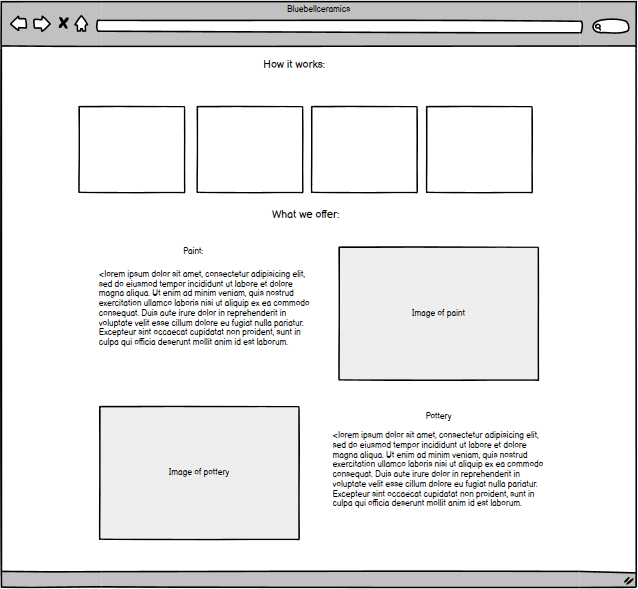 Bluebellceramics
How it works:
What we offer:
Paint:
<lorem ipsum dolor sit amet, consectetur adipisicing elit,
sed do eiusmod tempor incididunt ut labore et dolore
magna aliqua. Ut enim ad minim veniam, quis nostrud
exercitation ullamco laboris nisi ut aliquip ex ea commodo
consequat. Duis aute irure dolor in reprehenderit in
voluptate velit esse cillum dolore eu fugiat nulla pariatur.
Excepteur sint occaecat cupidatat non proident, sunt in
culpa qui officia deserunt mollit anim id est laborum.
Image of paint
Image of pottery
Pottery
<lorem ipsum dolor sit amet, consectetur adipisicing elit,
sed do eiusmod tempor incididunt ut labore et dolore
magna aliqua. Ut enim ad minim veniam, quis nostrud
exercitation ullamco laboris nisi ut aliquip ex ea commodo
consequat. Duis aute irure dolor in reprehenderit in
voluptate velit esse cillum dolore eu fugiat nulla pariatur.
Excepteur sint occaecat cupidatat non proident, sunt in
culpa qui officia deserunt mollit anim id est laborum.